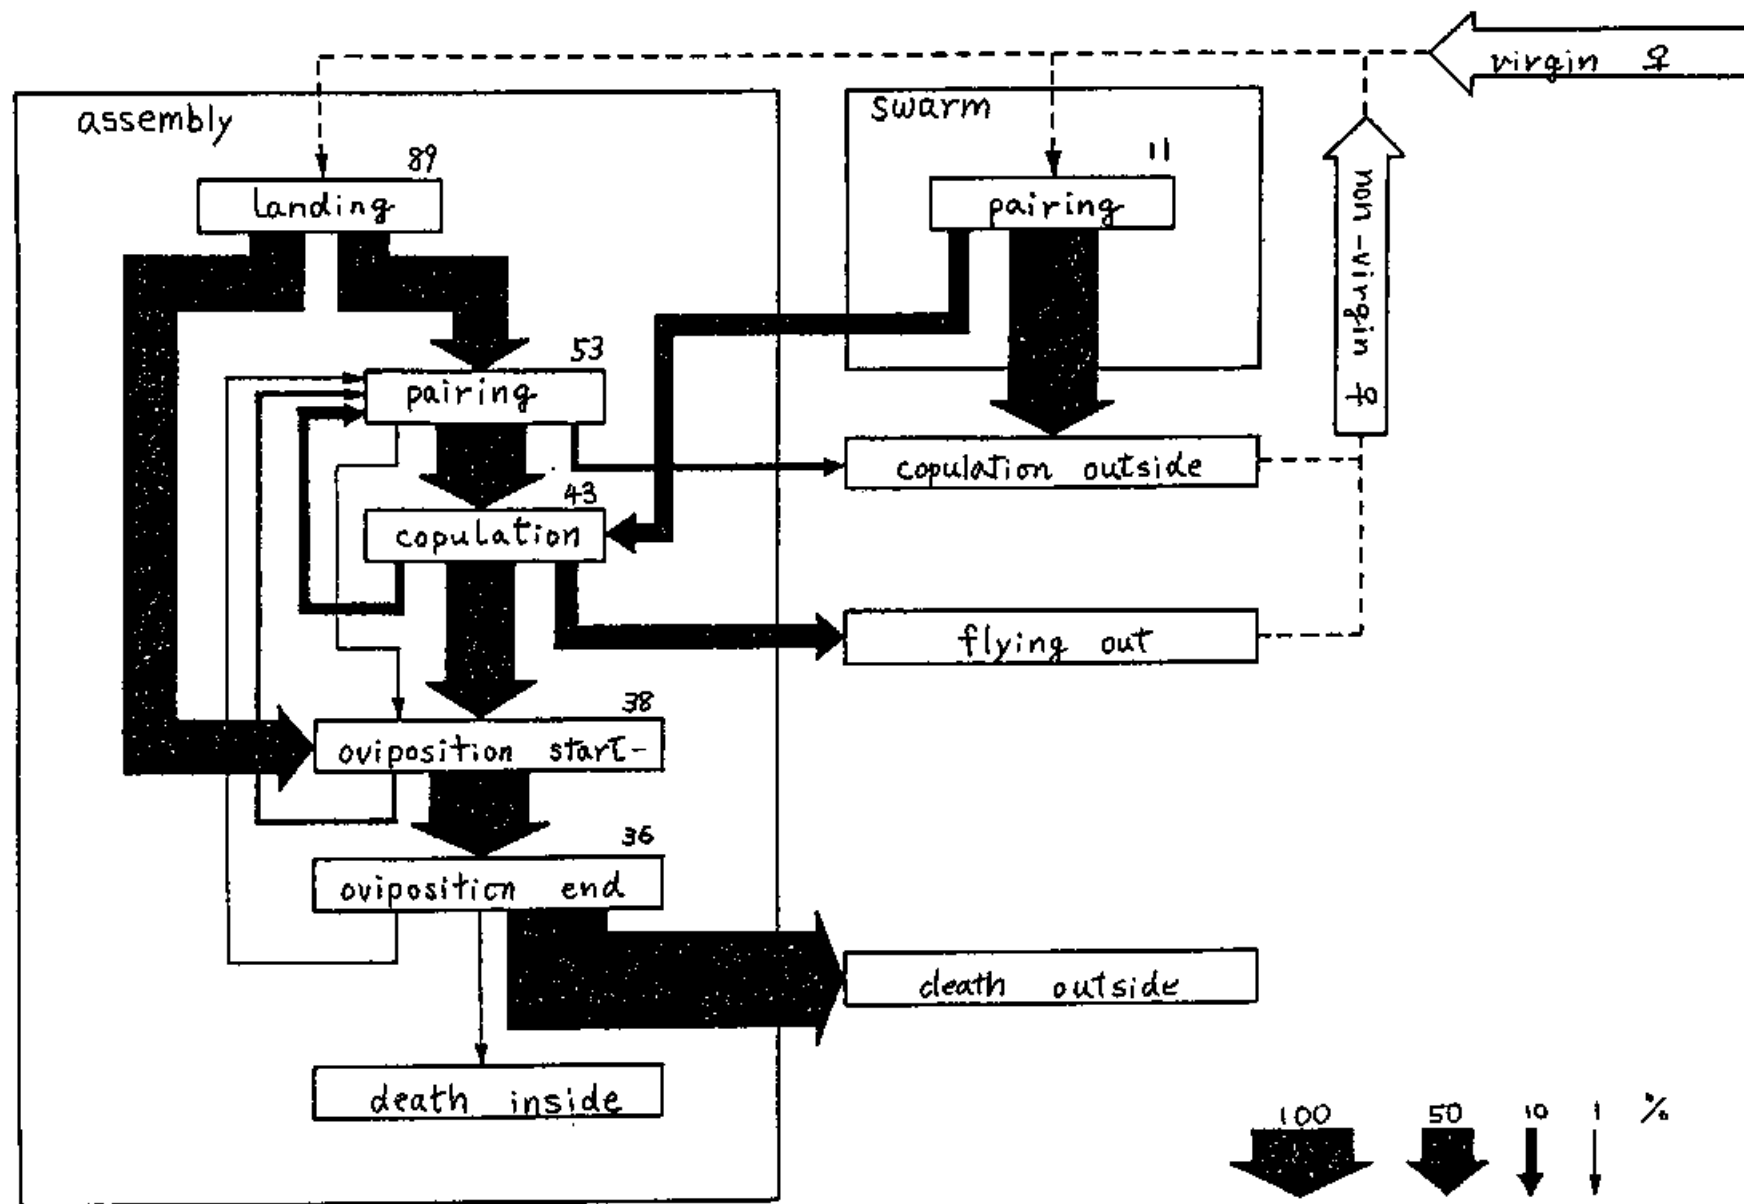 virgin ♀
assembly
swarm
89
landing
11
pairing
non-virgin ♀
53
pairing
copulation outside
43
copulation
flying out
38
oviposition start-
36
oviposition end
death outside
death inside
100 50 10 1 %